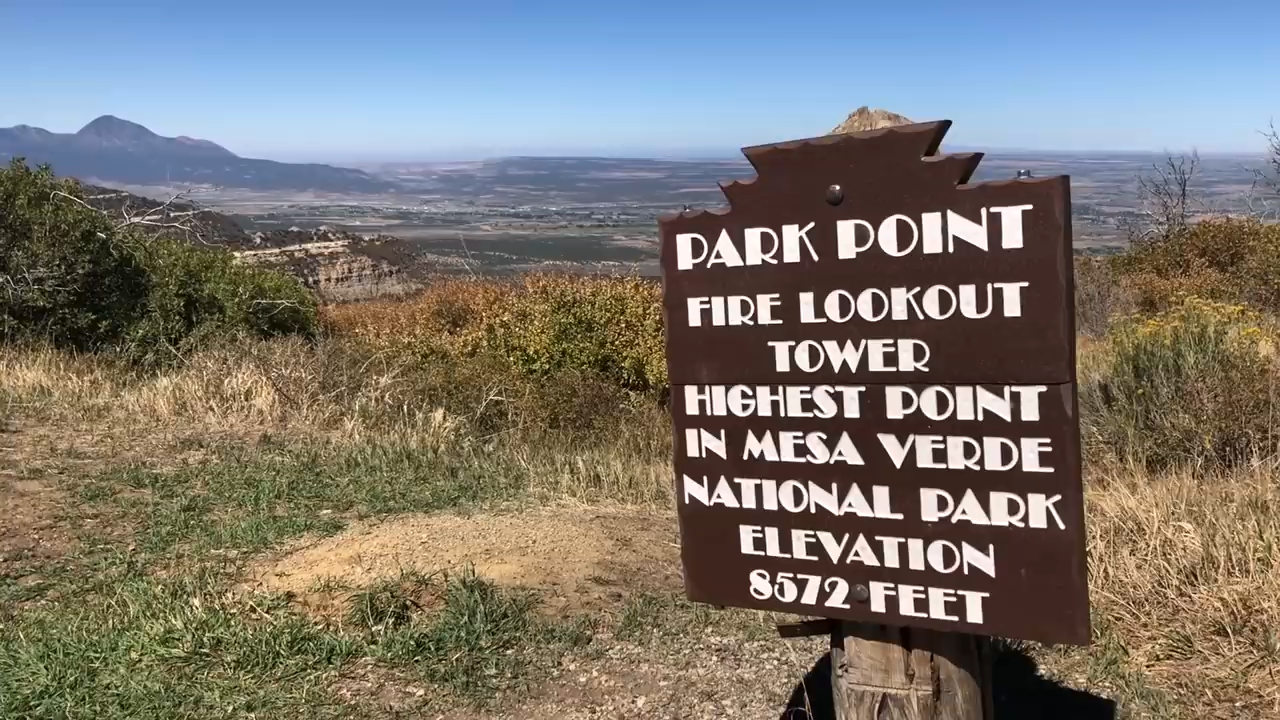 PARK POINT
FIRE LOOKOUT
TOWER
HIGHEST POINT
IN MESA VERDE
NATIONAL PARK
ELEVATION
8572 FEET